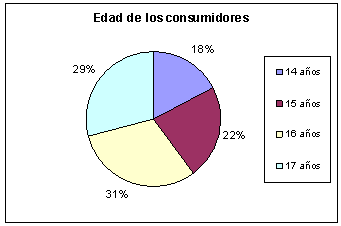 Edad de los consumidores
18%
29%
22%
31%
14 años
15 años
16 años
17 años